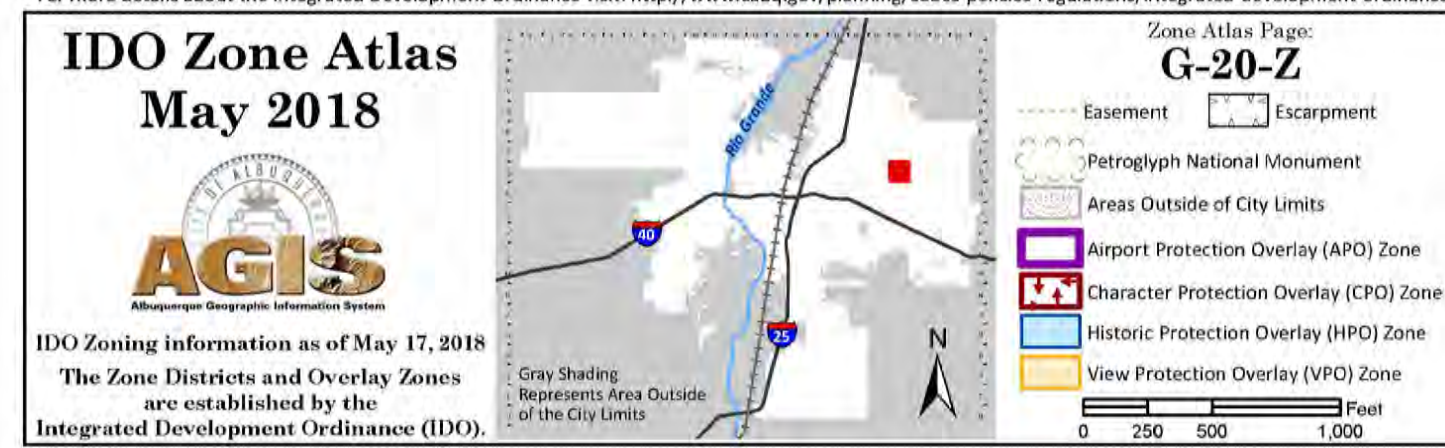 IDO Zone Atlas
May 2018
AGIS
Albuquerque Geographic Information System
IDO Zoning information as of May 17, 2018
The Zone Districts and Overlay Zones
are established by the
Integrated Development Ordinance (IDO).
Rio Grande
40
25
N
Gray Shading
Represents Area Outside
of the City Limits
Zone Atlas Page:
G-20-Z
Easement
Escarpment
Petroglyph National Monument
Areas Outside of City Limits
Airport Protection Overlay (APO) Zone
Character Protection Overlay (CPO) Zone
Historic Protection Overlay (HPO) Zone
View Protection Overlay (VPO) Zone
Feet
0 250 500 1,000